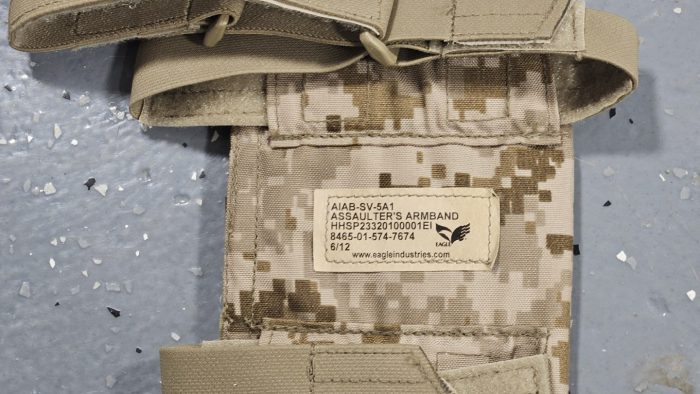 AIAB-SV-5A1
ASSAULTER'S ARMBAND
HHSP23320100001EI
8465-01-574-7674
6/12
EAGLE
www.eagleindustries.com